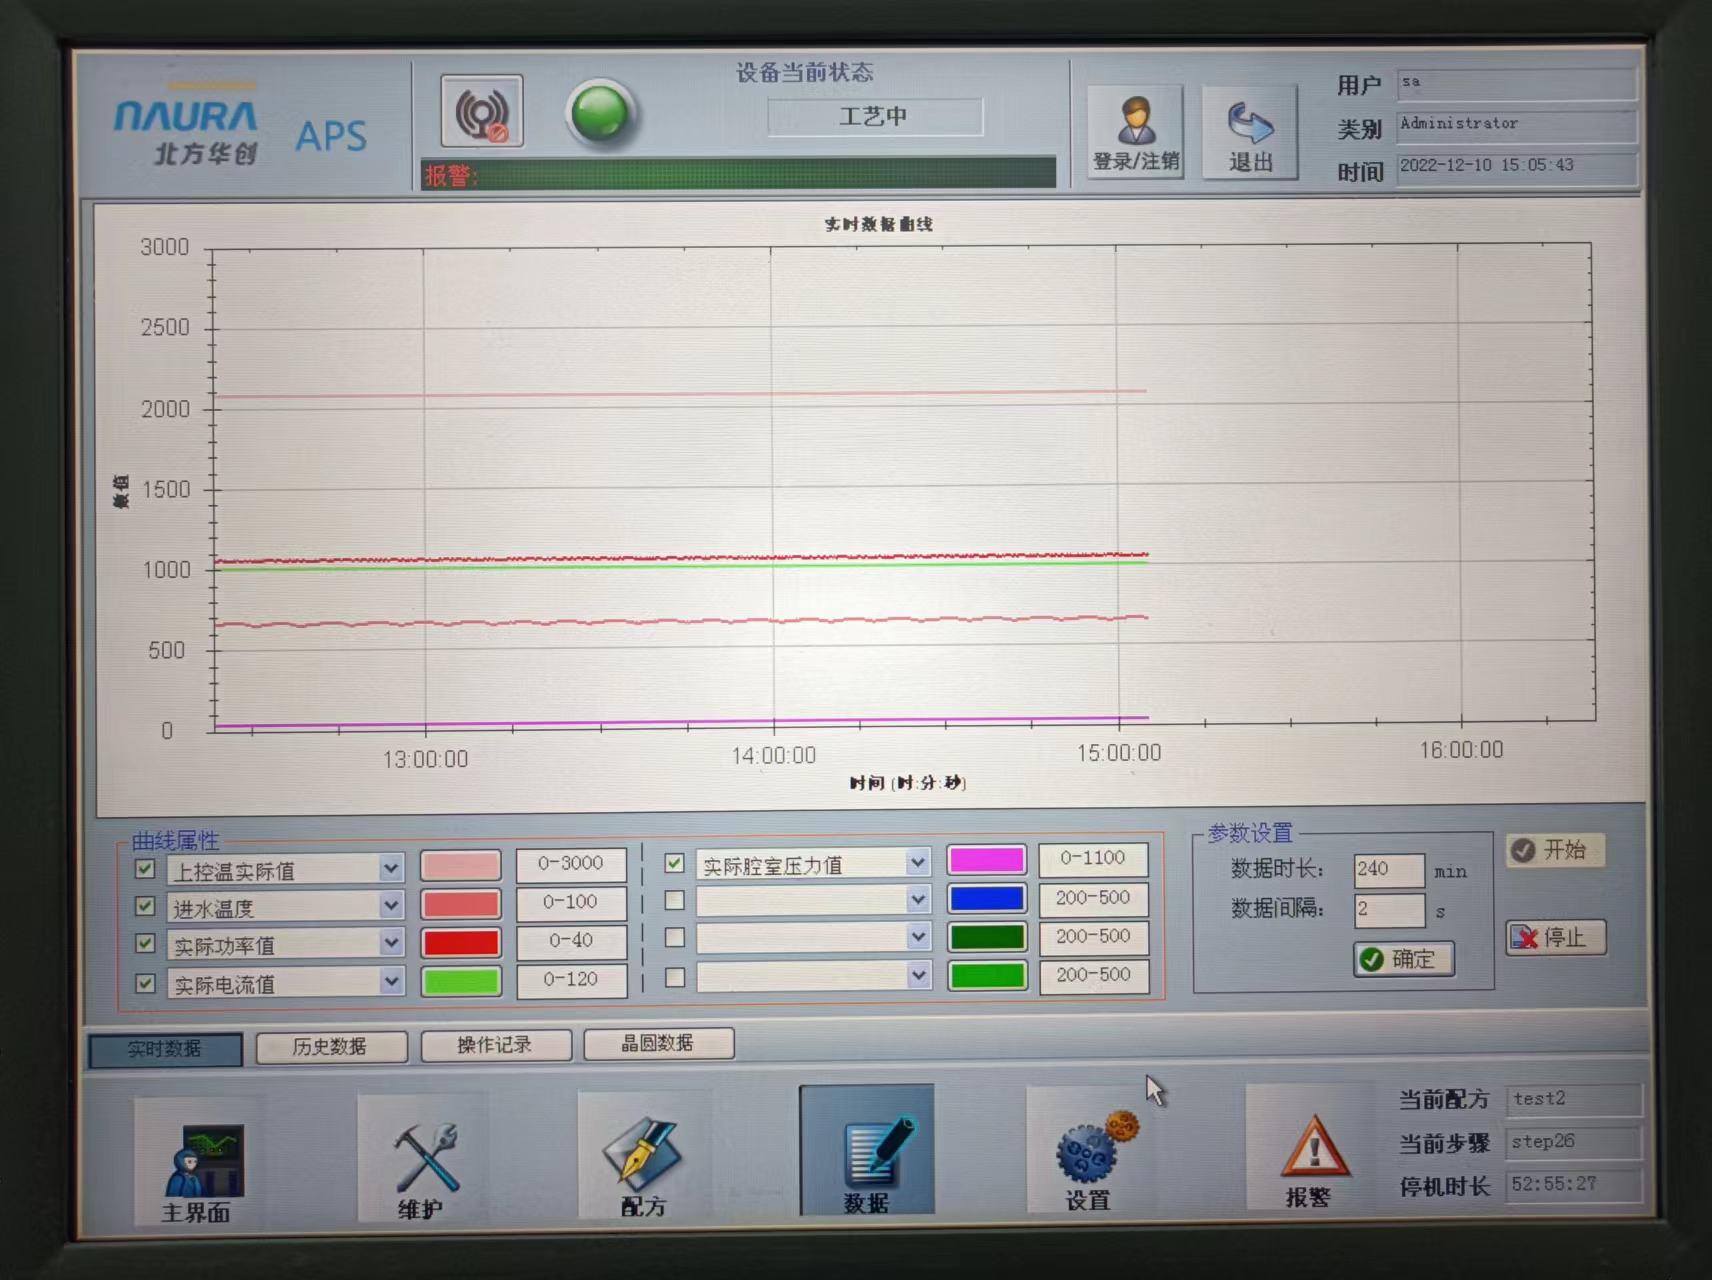 NAURA
北方华创
APS
设备当前状态
工艺中
报警:
登录/注销
退出
用户 sa
类别 Administrator
时间 2022-12-10 15:05:43
实时数据曲线
3000
2500
2000
1500
1000
500
0
数值
13:00:00 14:00:00 15:00:00 16:00:00
时间(时:分:秒)
曲线属性
上控温实际值 0-3000
进水温度 0-100
实际功率值 0-40
实际电流值 0-120
实际腔室压力值 0-1100
200-500
200-500
200-500
参数设置
数据时长: 240 min
数据间隔: 2 s
确定
开始
停止
实时数据 历史数据 操作记录 晶圆数据
主界面 维护 配方 数据 设置 报警
当前配方 test2
当前步骤 step26
停机时长 52:55:27